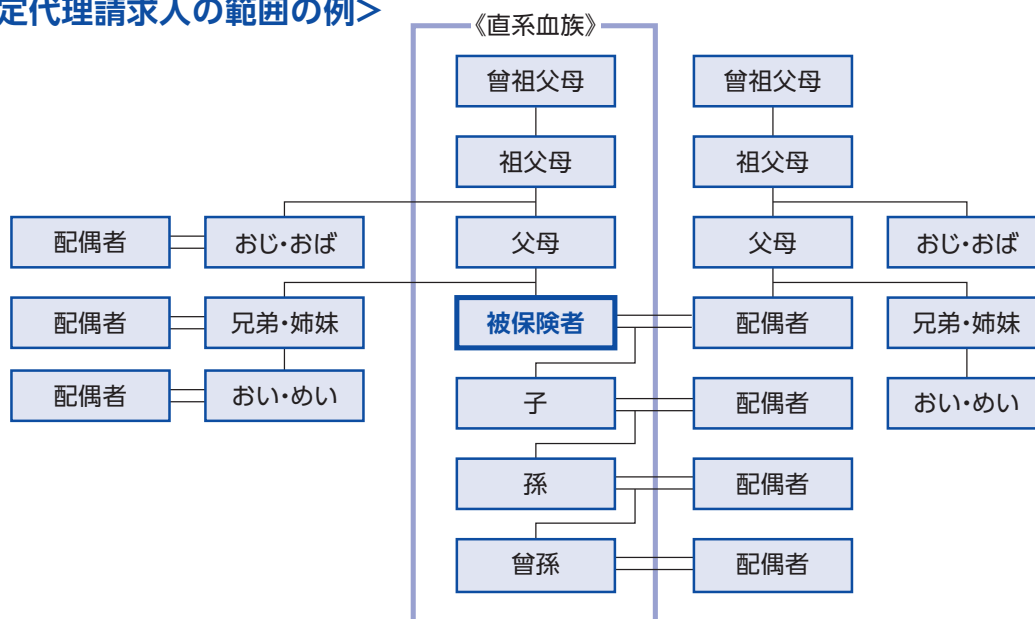 定代理請求人の範囲の例>
《直系血族》
曾祖父母 曾祖父母
祖父母 祖父母
配偶者 おじ・おば 父母 父母 おじ・おば
配偶者 兄弟・姉妹 被保険者 配偶者 兄弟・姉妹
配偶者 おい・めい 子 配偶者 おい・めい
孫 配偶者
曾孫 配偶者